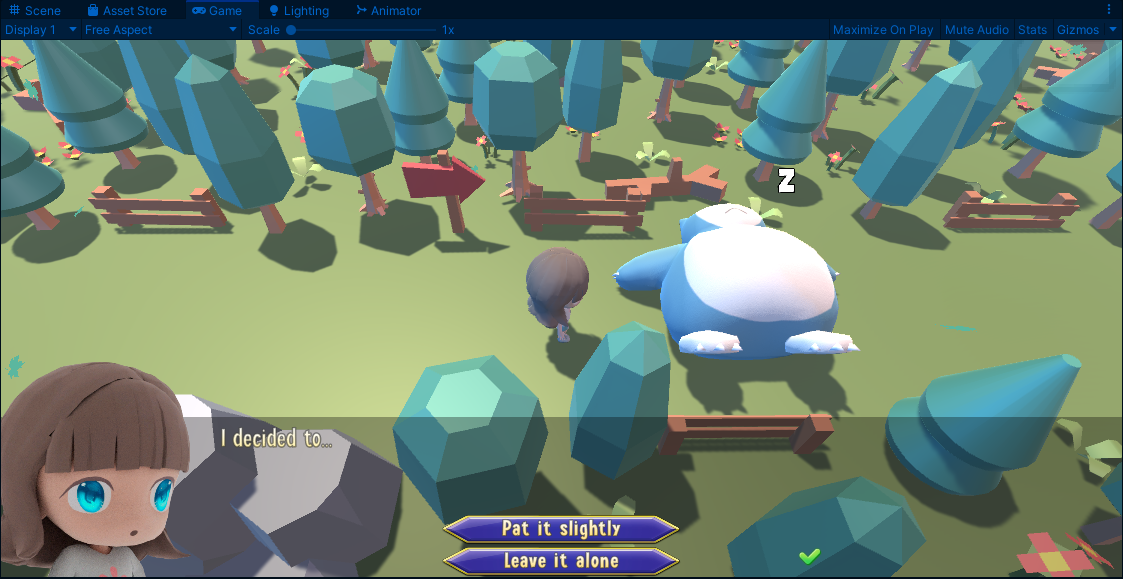 Scene Asset Store Game Lighting Animator
Display 1 Free Aspect Scale 1x Maximize On Play Mute Audio Stats Gizmos
Z
I decided to...
Pat it slightly
Leave it alone